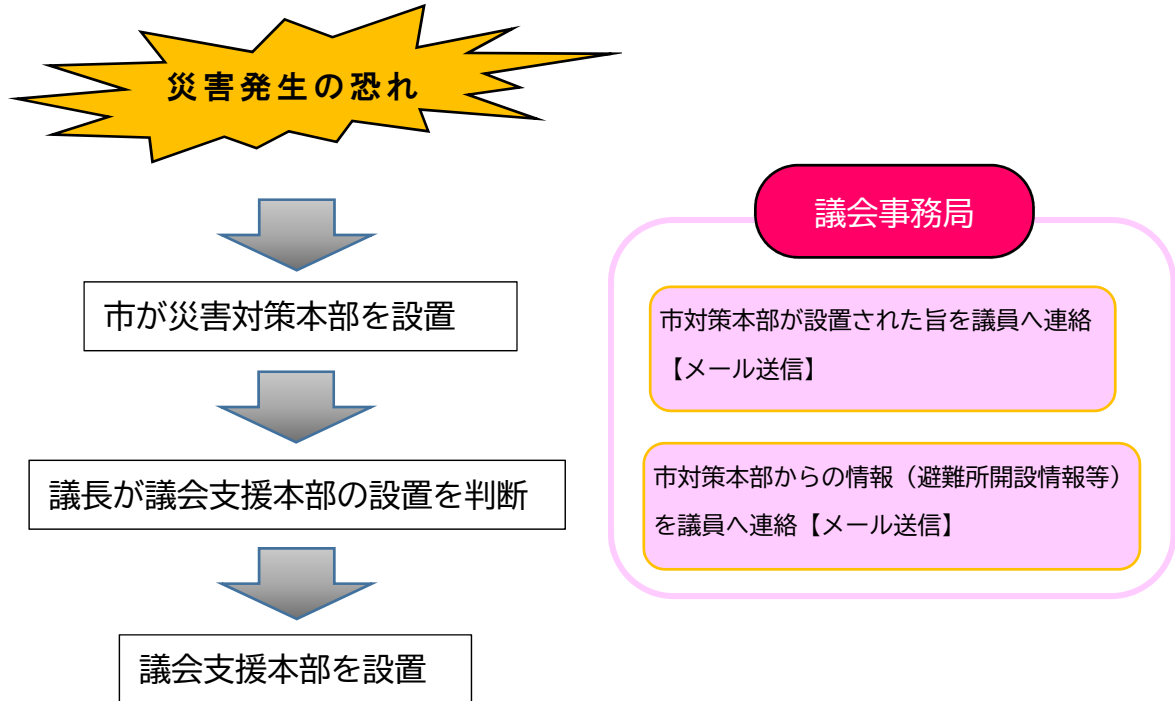 災害発生の恐れ
市が災害対策本部を設置
議長が議会支援本部の設置を判断
議会支援本部を設置
議会事務局
市対策本部が設置された旨を議員へ連絡
【メール送信】
市対策本部からの情報（避難所開設情報等）
を議員へ連絡【メール送信】